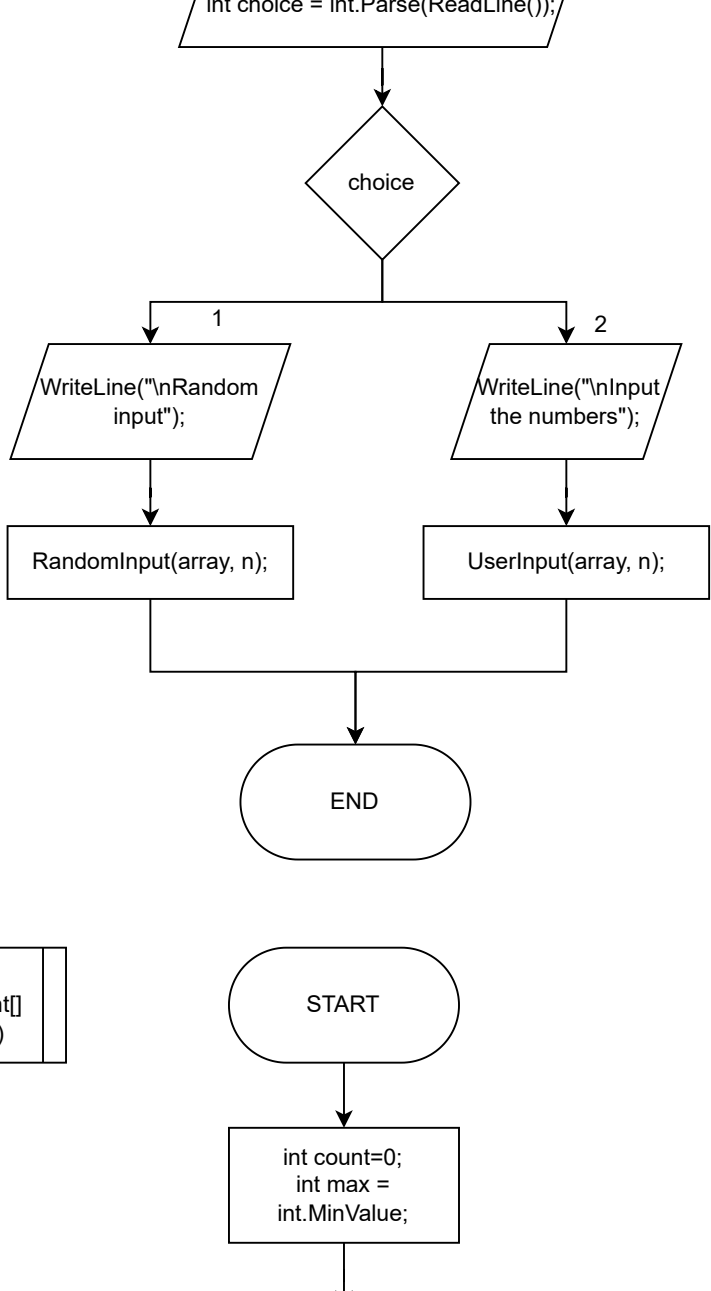 int choice = int.Parse(ReadLine());
choice
1
2
WriteLine("\nRandom
input");
WriteLine("\nInput
the numbers");
RandomInput(array, n);
UserInput(array, n);
END
START
int count=0;
int max =
int.MinValue;